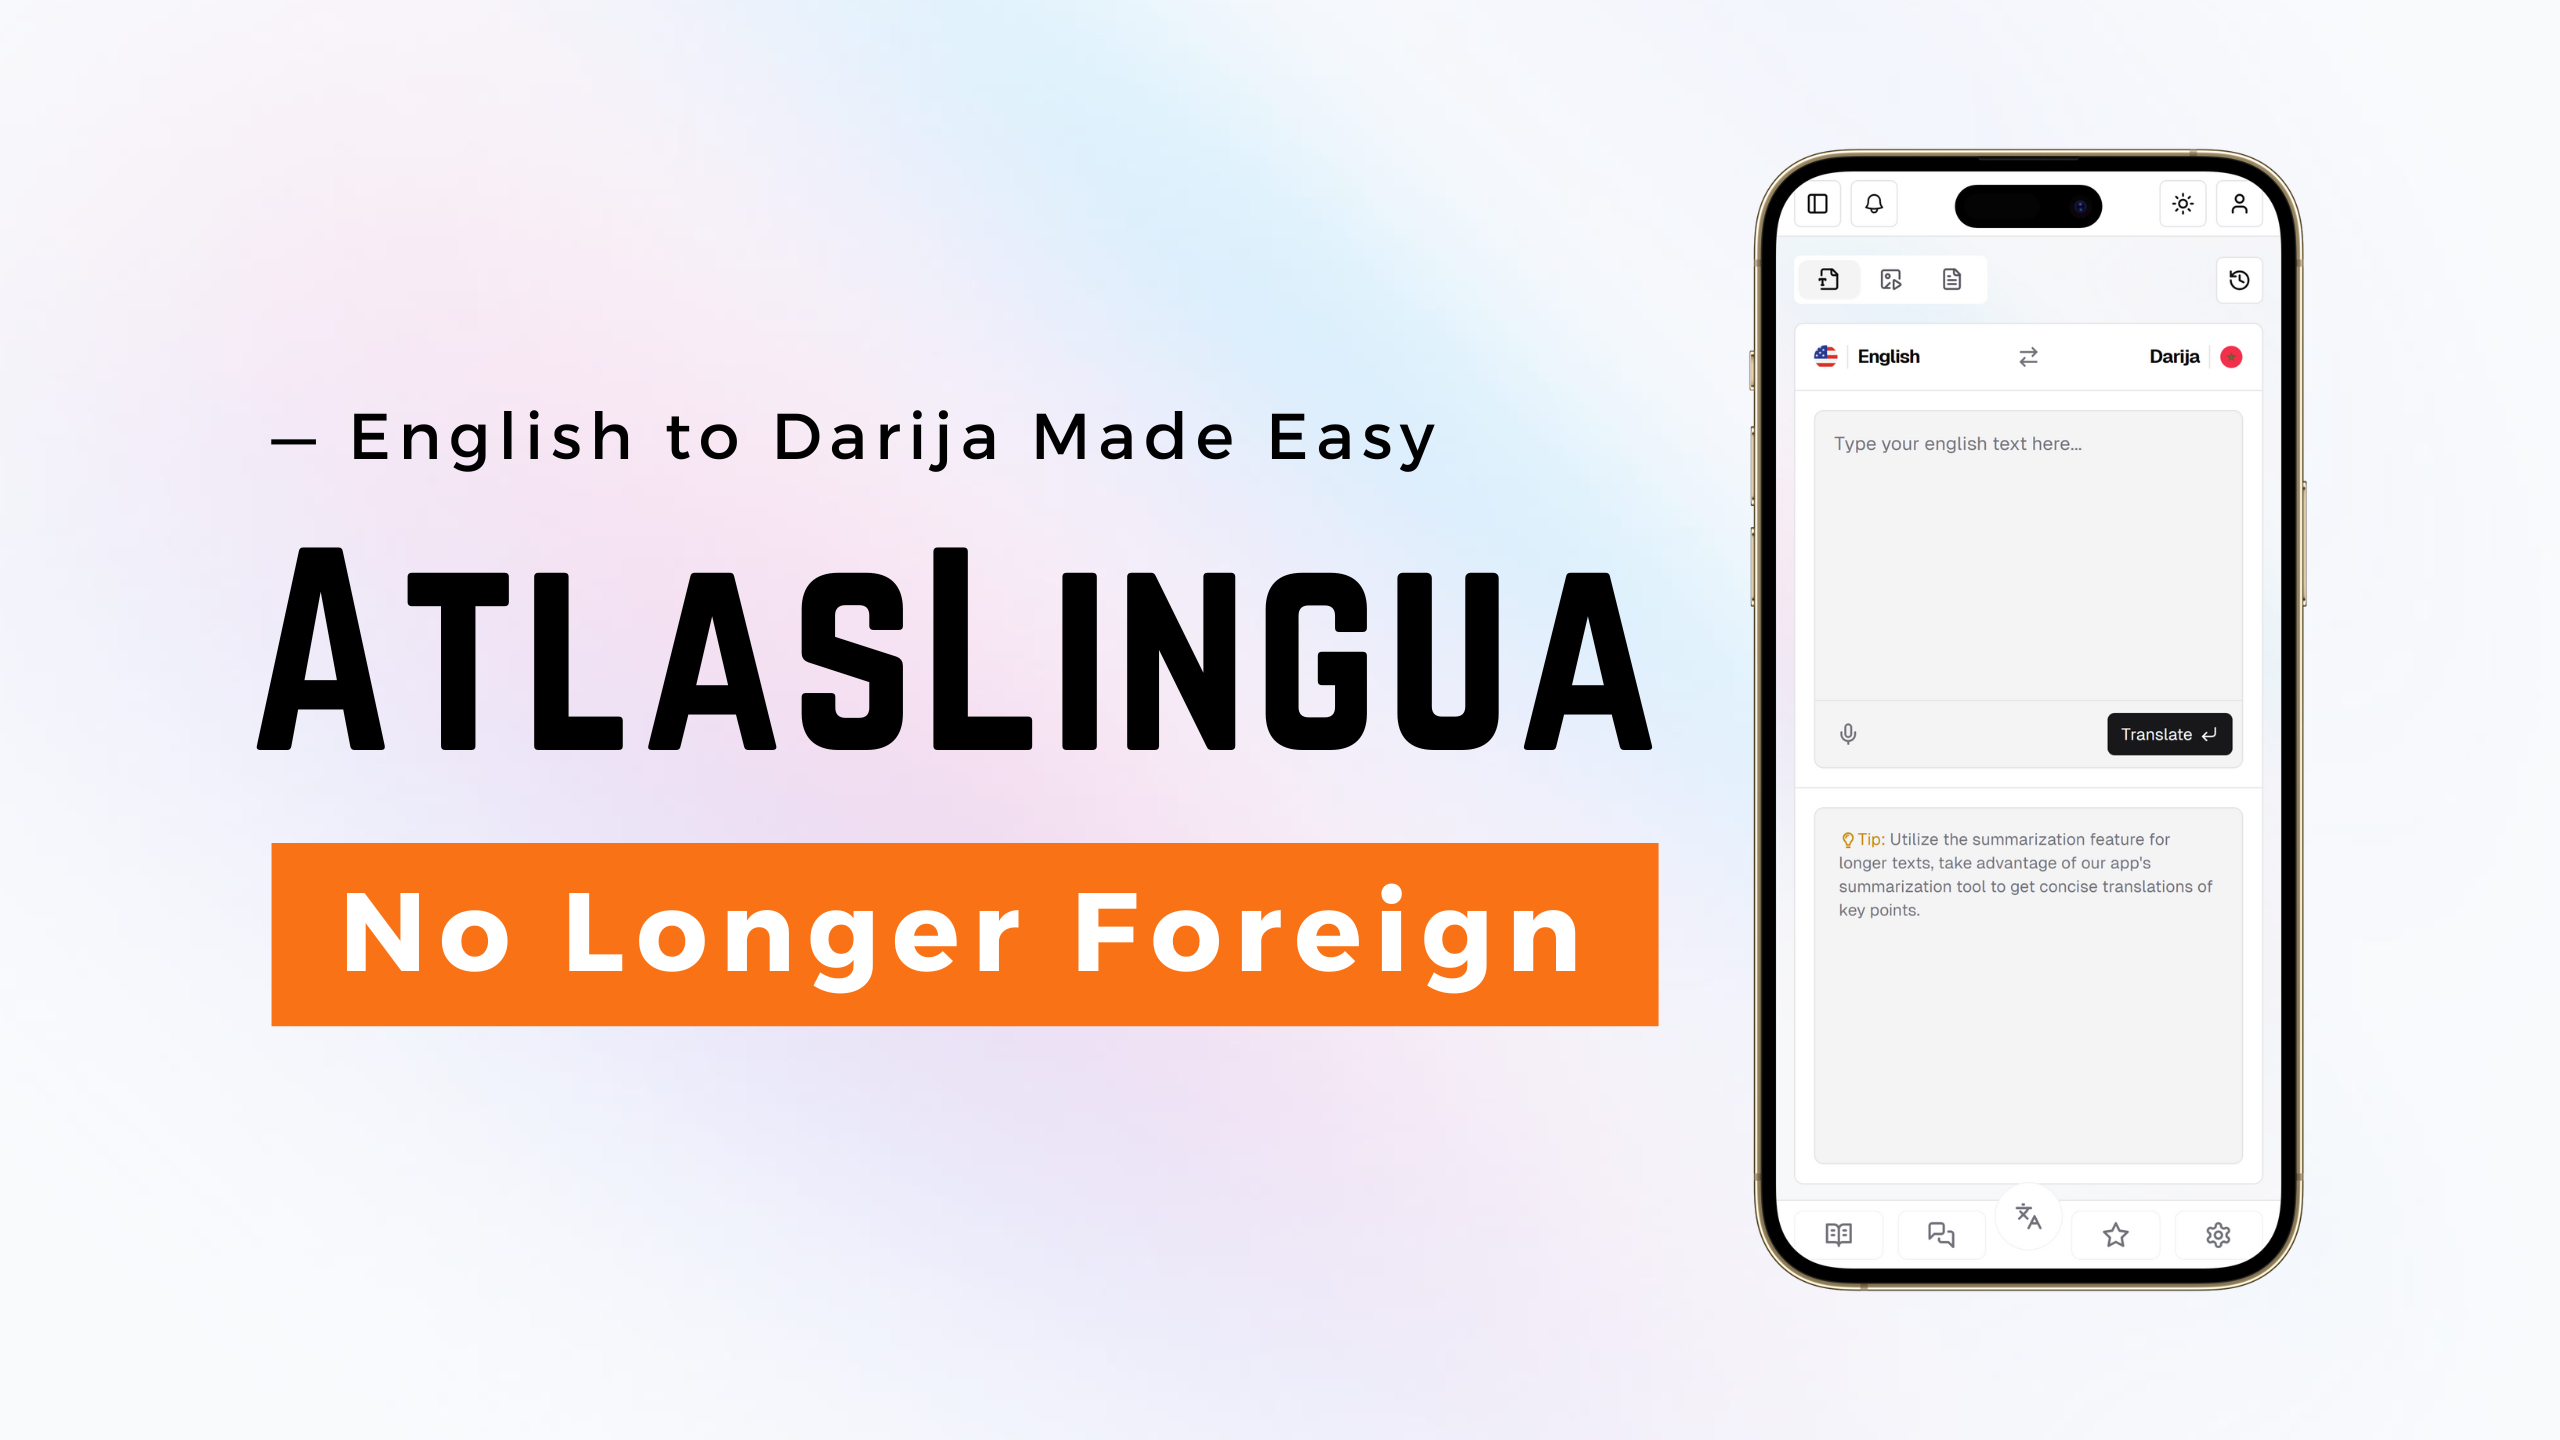 — English to Darija Made Easy
AtlasLingua
No Longer Foreign
English
Darija
Type your english text here...
Translate
Tip: Utilize the summarization feature for
longer texts, take advantage of our app's
summarization tool to get concise translations of
key points.